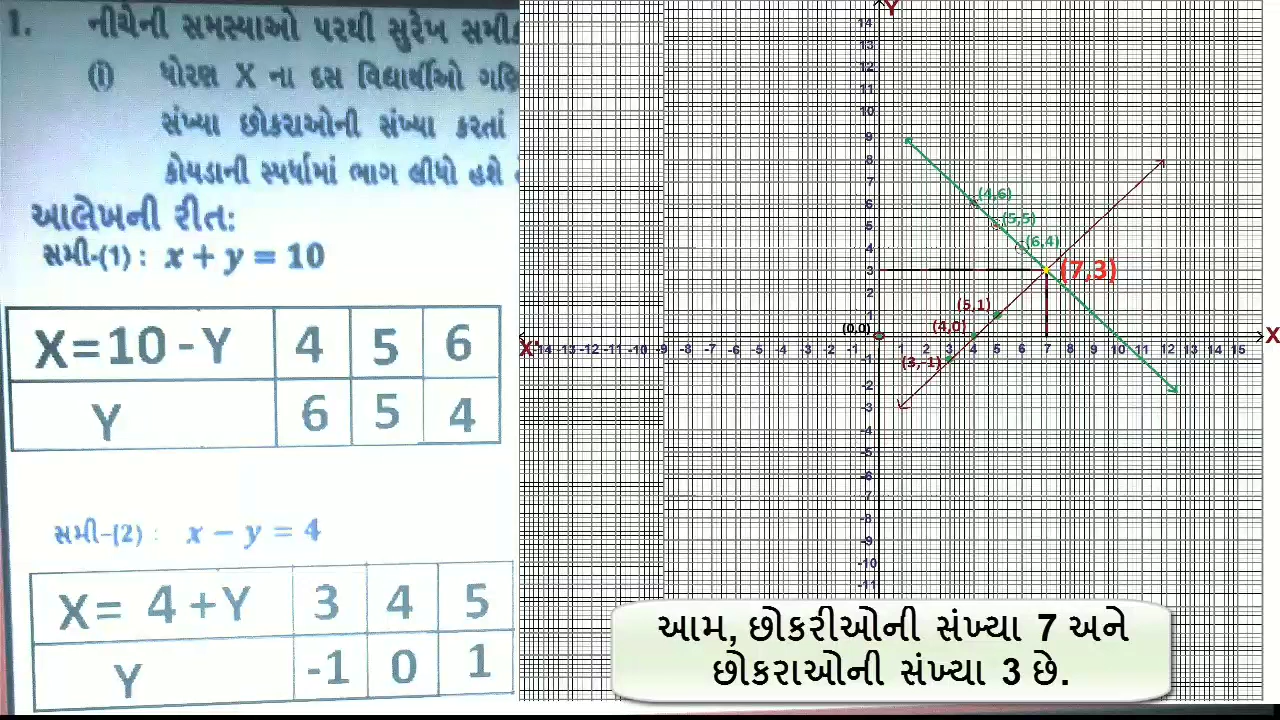 1. નીચેની સમસ્યાઓ પરથી સુરેખ
(i) ધોરણ X ના દસ વિદ્યાર્થીઓ
સંખ્યા છોકરાઓની સંખ્યા કરતાં
કોયડાની સ્પર્ધામાં ભાગ લીધો હશે
આલેખની રીત:
સમી-(1) : x + y = 10
X=10 - Y 4 5 6
Y 6 5 4
સમી-(2) : x − y = 4
X= 4 + Y 3 4 5
Y -1 0 1
Y
14
13
12
11
10
9
8
7
6
5
4
3
2
1
(4,6)
(5,5)
(6,4)
(7,3)
(5,1)
(4,0)
(0,0)
(3,-1)
X' -14 -13 -12 -11 -10 -9 -8 -7 -6 -5 -4 -3 -2 -1 1 2 3 4 5 6 7 8 9 10 11 12 13 14 15 X
-1
-2
-3
-4
-5
-6
-7
-8
-9
-10
-11
આમ, છોકરીઓની સંખ્યા 7 અને
છોકરાઓની સંખ્યા 3 છે.